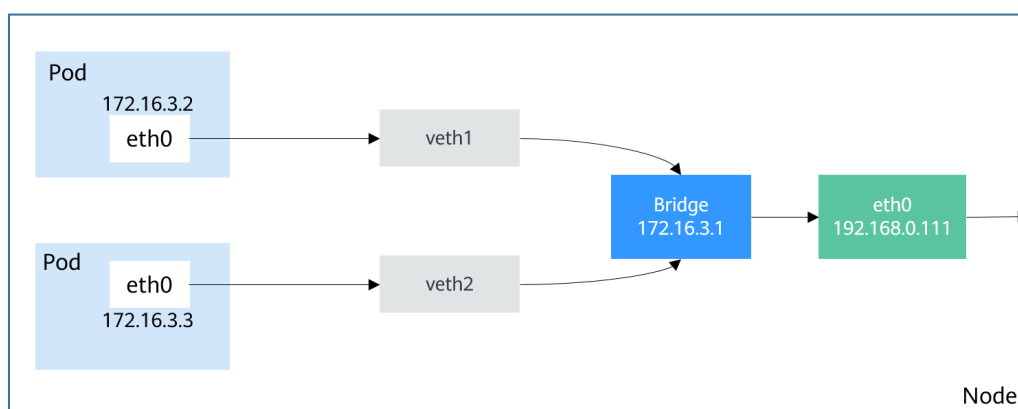 Pod
172.16.3.2
eth0
veth1
Bridge
172.16.3.1
eth0
192.168.0.111
Pod
eth0
172.16.3.3
veth2
Node